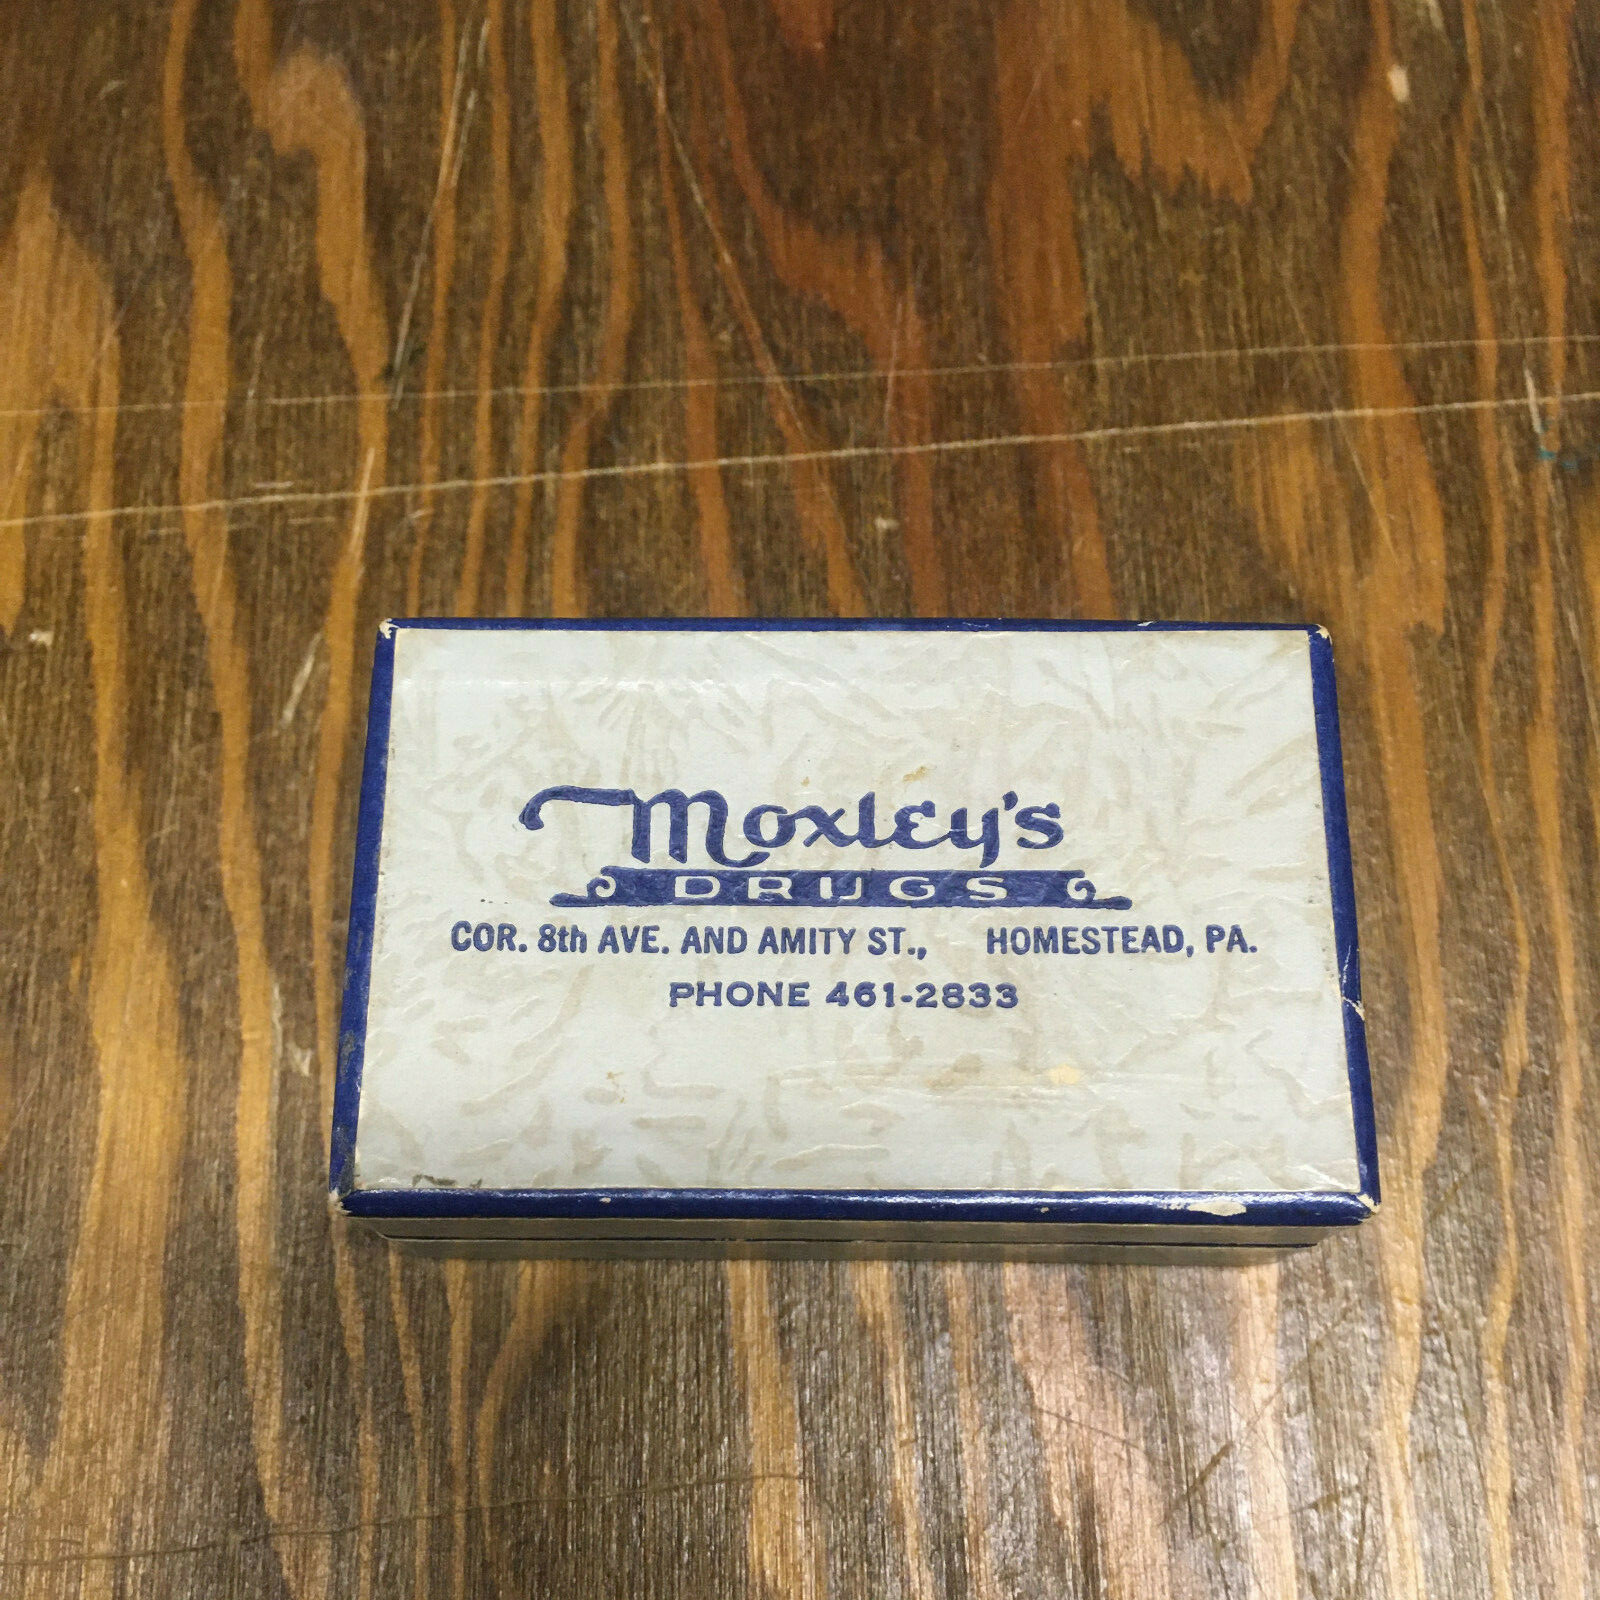 Moxley's
DRUGS
COR. 8th AVE. AND AMITY ST., HOMESTEAD, PA.
PHONE 461-2833